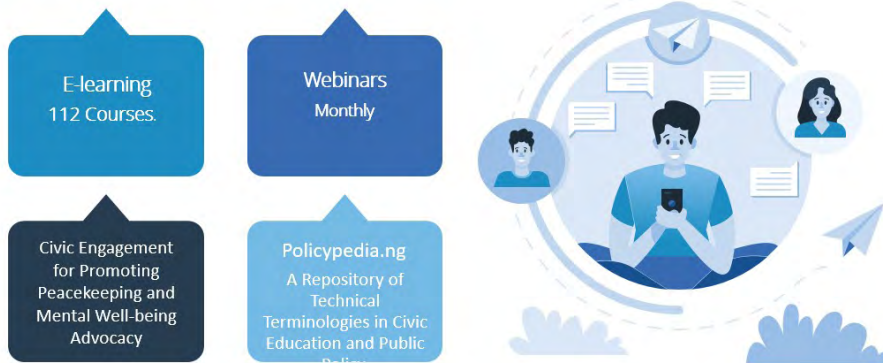 E-learning
112 Courses.
Webinars
Monthly
Civic Engagement
for Promoting
Peacekeeping and
Mental Well-being
Advocacy
Policypedia.ng
A Repository of
Technical
Terminologies in Civic
Education and Public
Policy